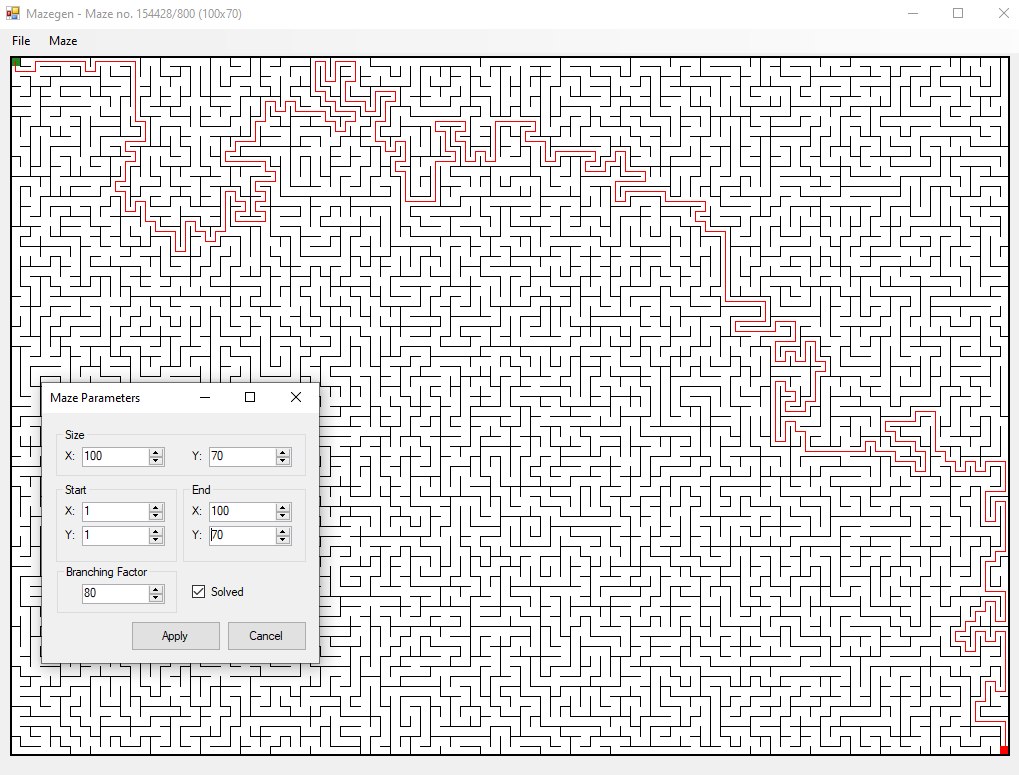 Mazegen - Maze no. 154428/800 (100x70)
File Maze
Maze Parameters
Size
X: 100 Y: 70
Start End
X: 1 X: 100
Y: 1 Y: 70
Branching Factor
80 Solved
Apply Cancel